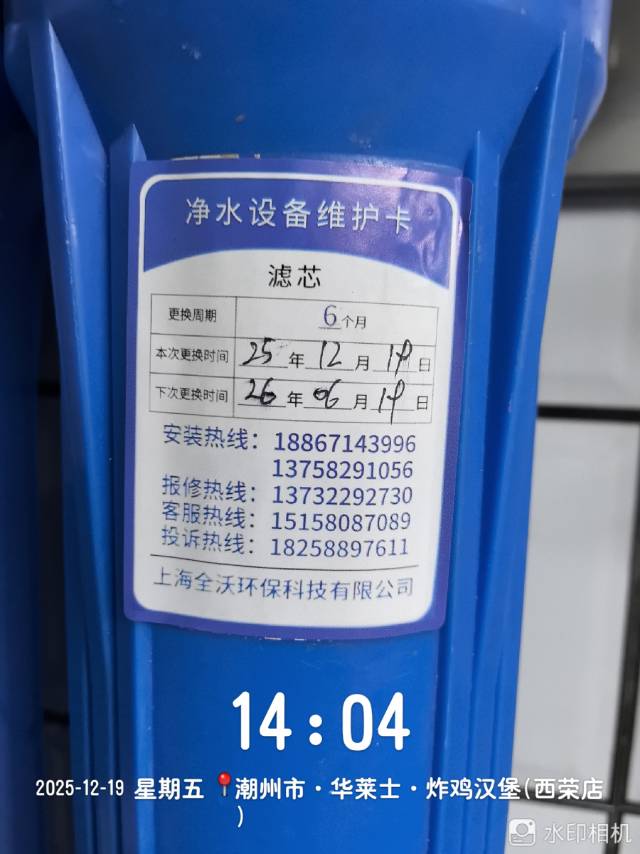 净水设备维护卡
滤芯
更换周期 6个月
本次更换时间 25年12月19日
下次更换时间 26年06月19日
安装热线：18867143996
13758291056
报修热线：13732292730
客服热线：15158087089
投诉热线：18258897611
上海全沃环保科技有限公司
14:04
2025-12-19 星期五 📍潮州市·华莱士·炸鸡汉堡(西荣店
)
水印相机